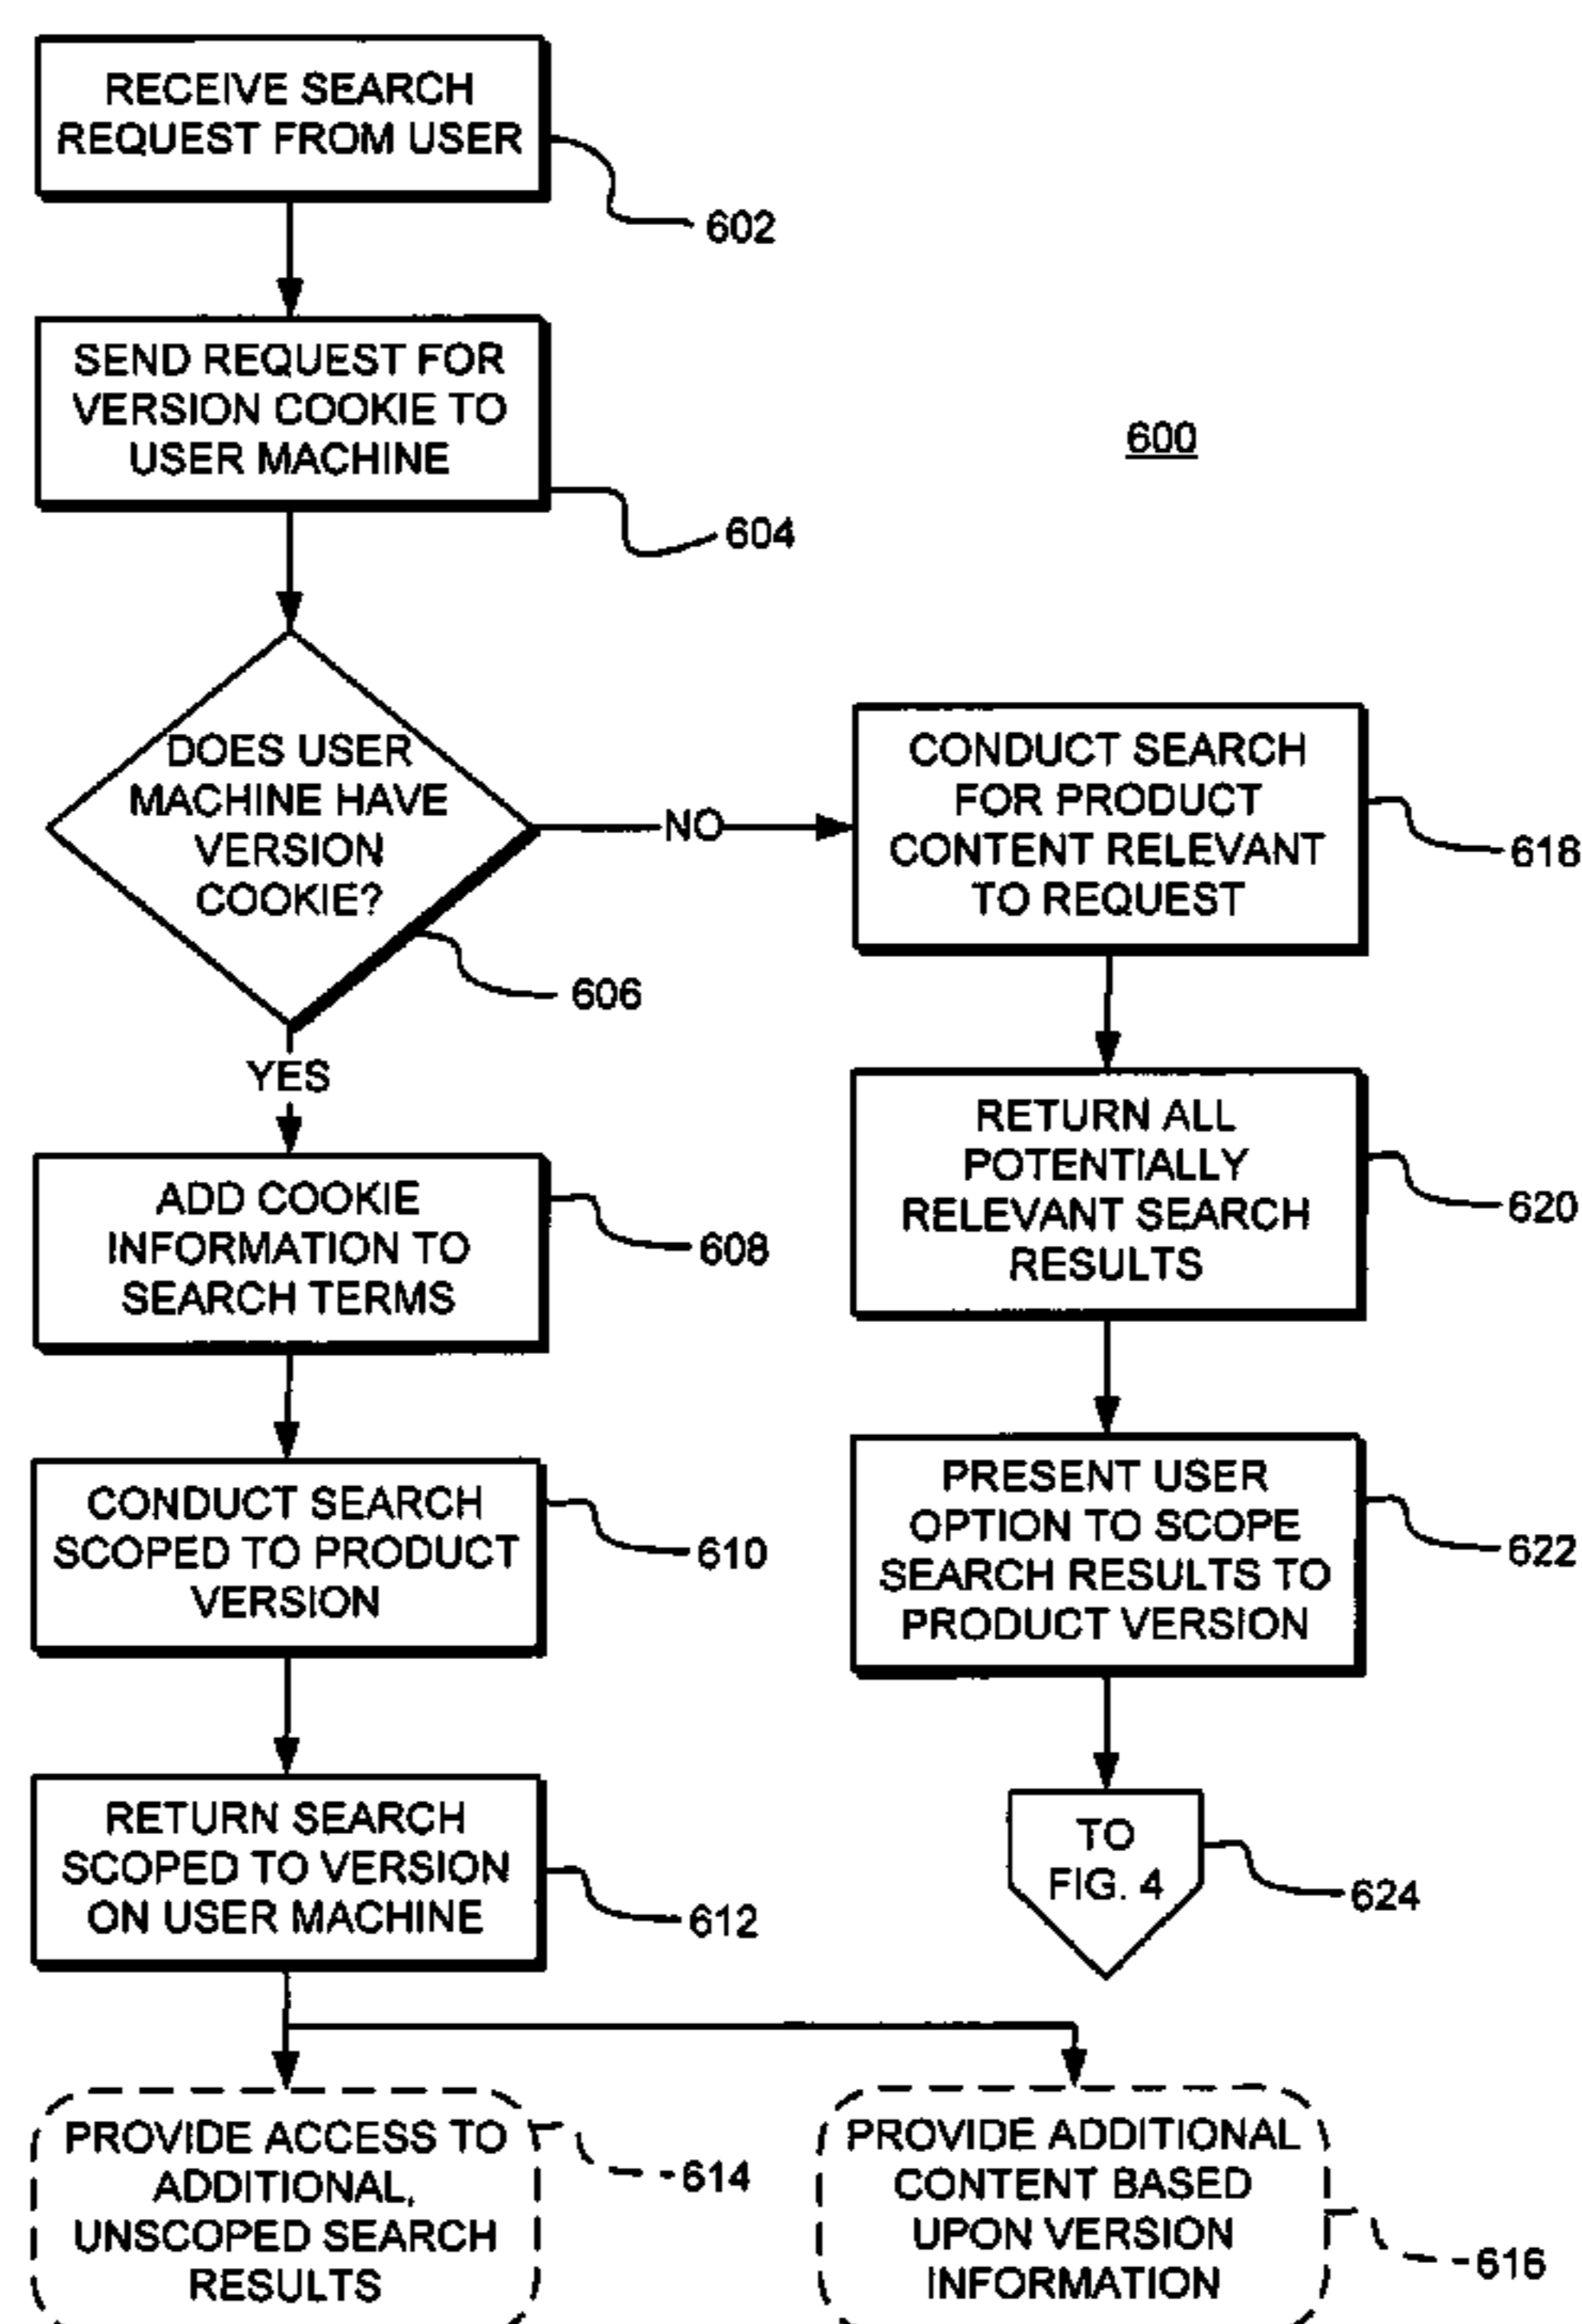 RECEIVE SEARCH
REQUEST FROM USER
602
SEND REQUEST FOR
VERSION COOKIE TO
USER MACHINE
604
600
DOES USER
MACHINE HAVE
VERSION
COOKIE?
606
NO
YES
CONDUCT SEARCH
FOR PRODUCT
CONTENT RELEVANT
TO REQUEST
618
ADD COOKIE
INFORMATION TO
SEARCH TERMS
608
RETURN ALL
POTENTIALLY
RELEVANT SEARCH
RESULTS
620
CONDUCT SEARCH
SCOPED TO PRODUCT
VERSION
610
PRESENT USER
OPTION TO SCOPE
SEARCH RESULTS TO
PRODUCT VERSION
622
RETURN SEARCH
SCOPED TO VERSION
ON USER MACHINE
612
TO
FIG. 4
624
PROVIDE ACCESS TO
ADDITIONAL,
UNSCOPED SEARCH
RESULTS
614
PROVIDE ADDITIONAL
CONTENT BASED
UPON VERSION
INFORMATION
616